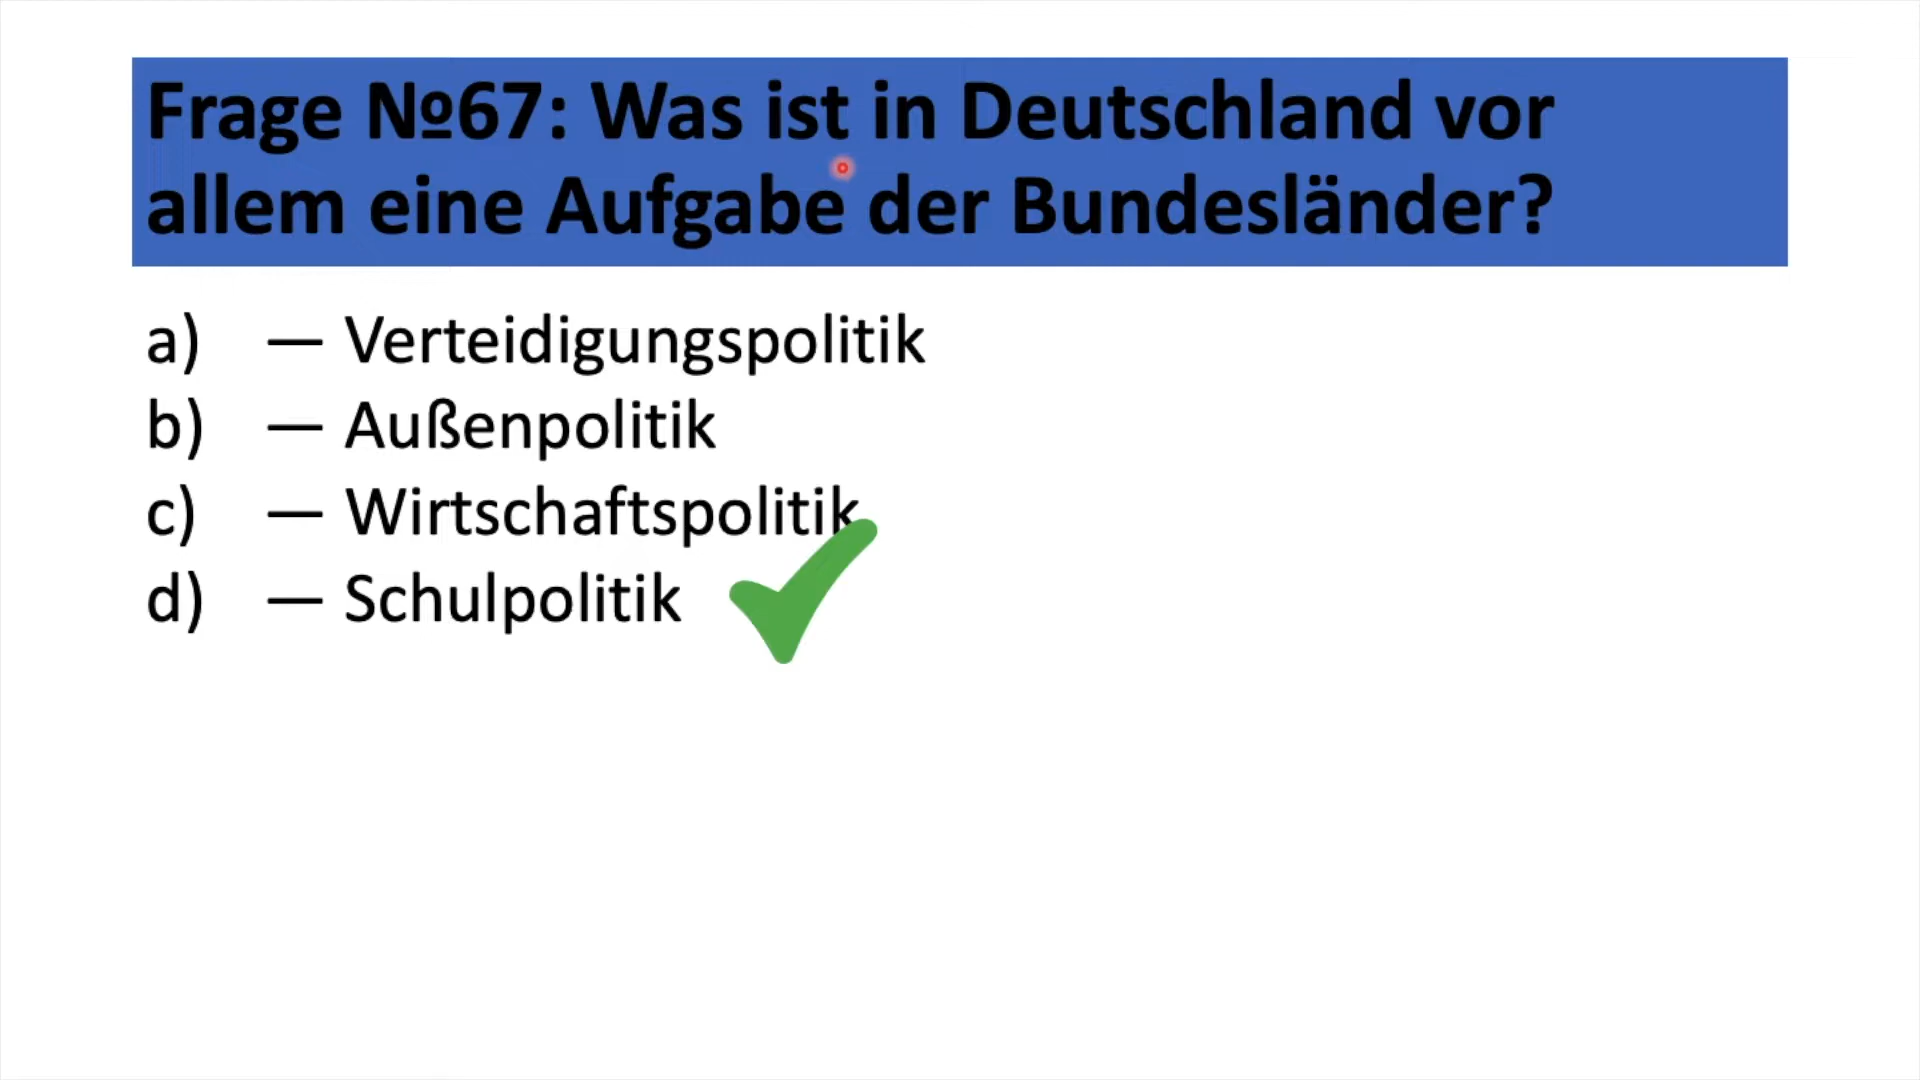 Frage №67: Was ist in Deutschland vor
allem eine Aufgabe der Bundesländer?
a) — Verteidigungspolitik
b) — Außenpolitik
c) — Wirtschaftspolitik
d) — Schulpolitik